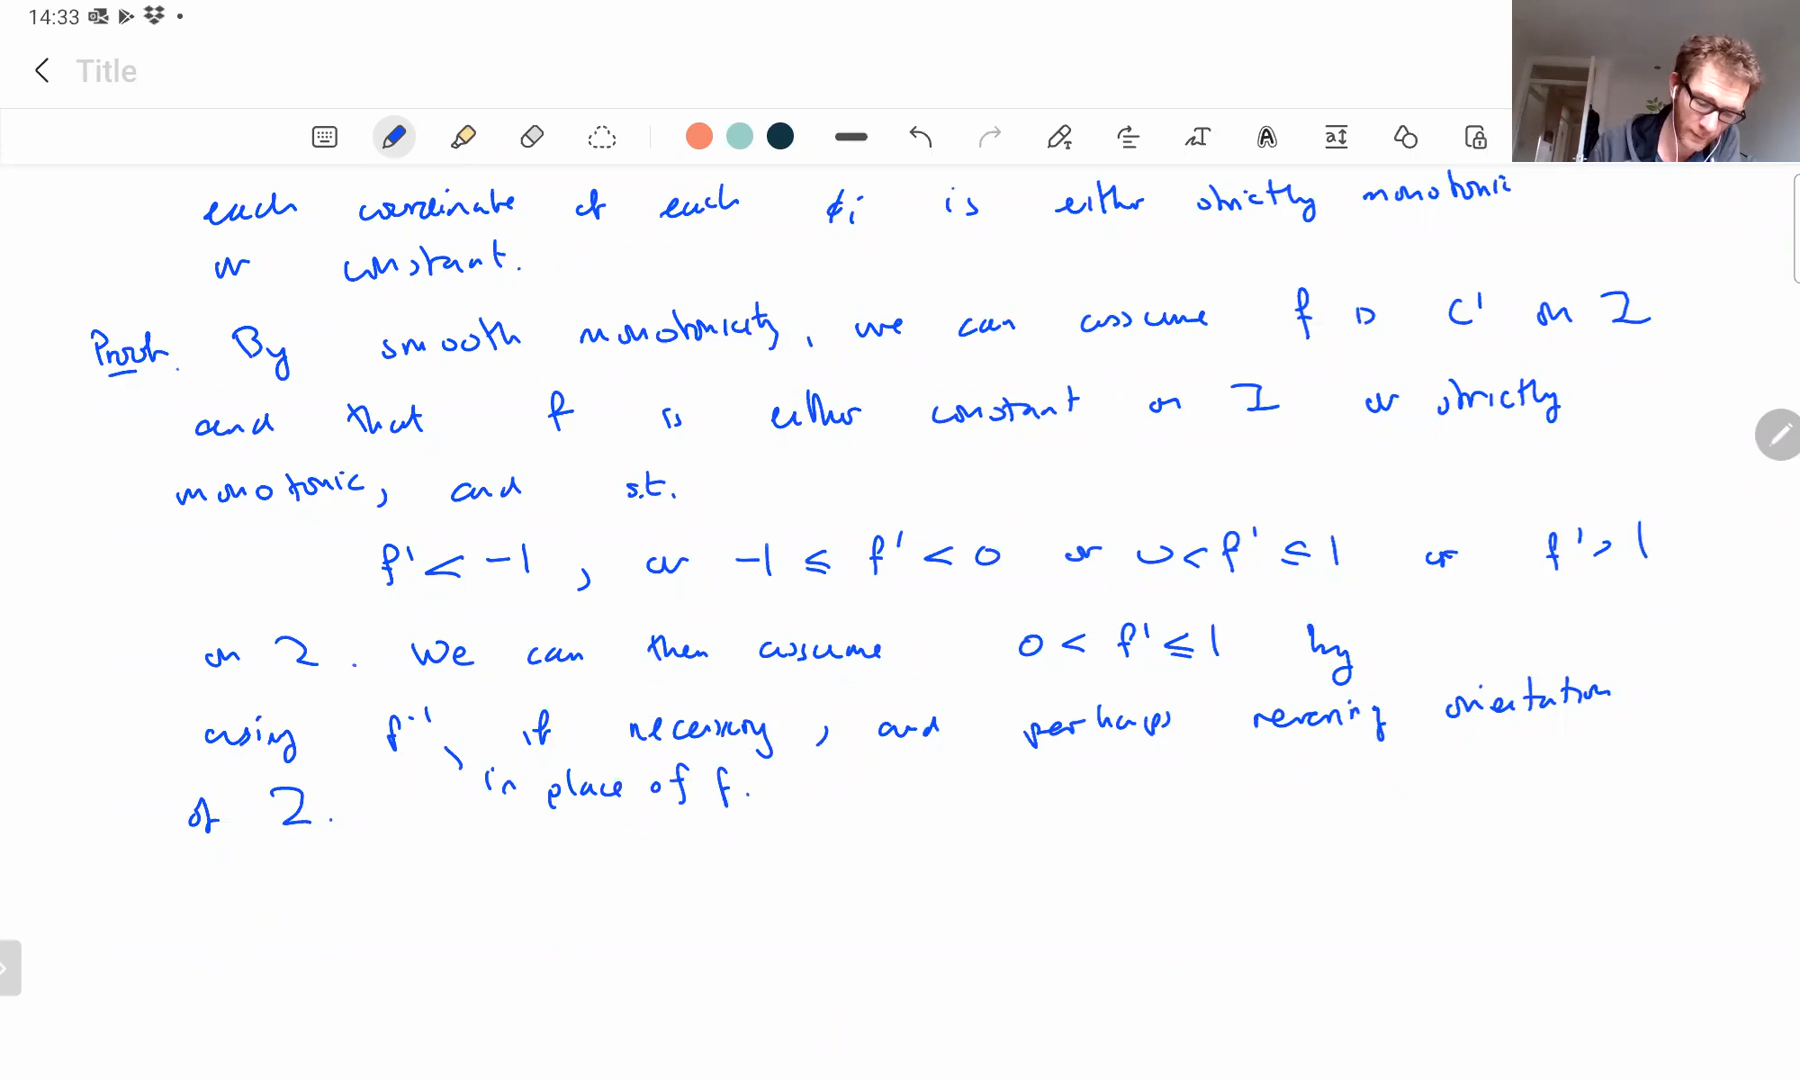 14:33
Title
each coordinate of each φi is either strictly monotonic
or constant.
Proof. By smooth monotonicity, we can assume f is C¹ on I
and that f is either constant on I or strictly
monotonic, and s.t.
f' < -1, or -1 ≤ f' < 0 or 0 < f' ≤ 1 or f' > 1
on I. We can then assume 0 < f' ≤ 1 by
using f⁻¹, if necessary, and perhaps reversing orientation
in place of f.
of I.